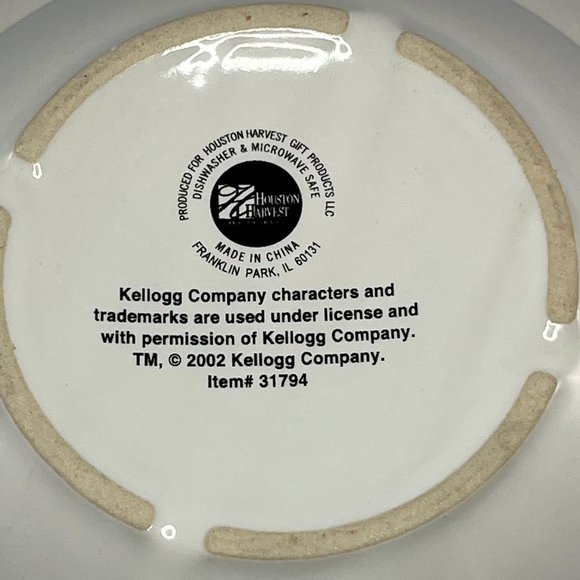 PRODUCED FOR HOUSTON HARVEST GIFT PRODUCTS LLC
DISHWASHER & MICROWAVE SAFE
HOUSTON
HARVEST
MADE IN CHINA
FRANKLIN PARK, IL 60131
Kellogg Company characters and
trademarks are used under license and
with permission of Kellogg Company.
TM, © 2002 Kellogg Company.
Item# 31794